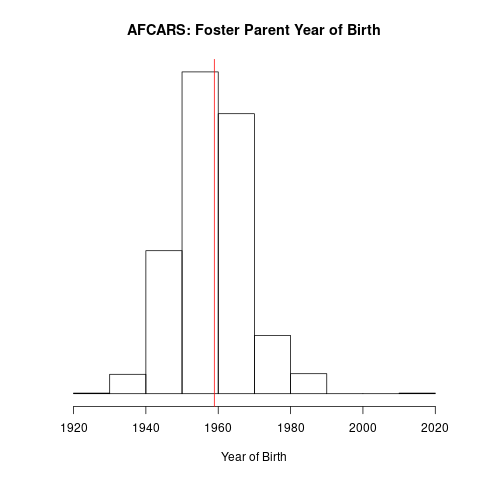 AFCARS: Foster Parent Year of Birth
1920 1940 1960 1980 2000 2020
Year of Birth